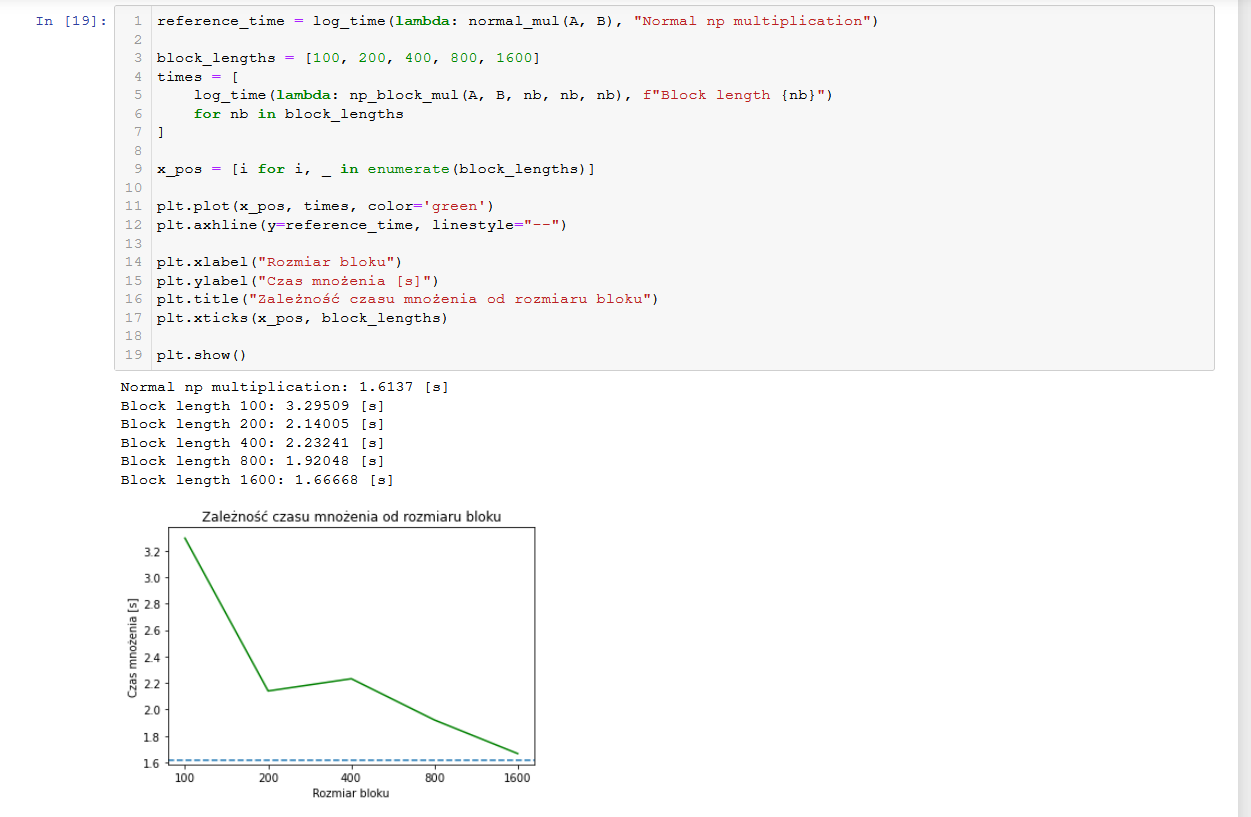 In [19]:
1 reference_time = log_time(lambda: normal_mul(A, B), "Normal np multiplication")
2
3 block_lengths = [100, 200, 400, 800, 1600]
4 times = [
5     log_time(lambda: np_block_mul(A, B, nb, nb, nb), f"Block length {nb}")
6     for nb in block_lengths
7 ]
8
9 x_pos = [i for i, _ in enumerate(block_lengths)]
10
11 plt.plot(x_pos, times, color='green')
12 plt.axhline(y=reference_time, linestyle="--")
13
14 plt.xlabel("Rozmiar bloku")
15 plt.ylabel("Czas mnożenia [s]")
16 plt.title("Zależność czasu mnożenia od rozmiaru bloku")
17 plt.xticks(x_pos, block_lengths)
18
19 plt.show()
Normal np multiplication: 1.6137 [s]
Block length 100: 3.29509 [s]
Block length 200: 2.14005 [s]
Block length 400: 2.23241 [s]
Block length 800: 1.92048 [s]
Block length 1600: 1.66668 [s]
Zależność czasu mnożenia od rozmiaru bloku
Czas mnożenia [s]
3.2
3.0
2.8
2.6
2.4
2.2
2.0
1.8
1.6
100 200 400 800 1600
Rozmiar bloku